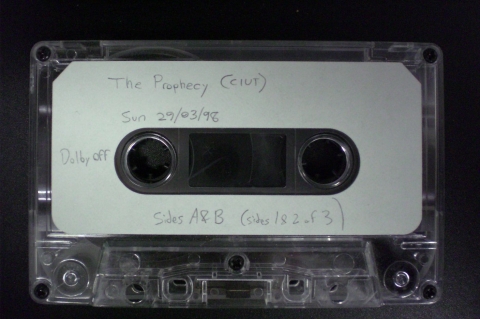 The Prophecy (CIUT)
Sun 29/03/98
Dolby off
Sides A&B (sides 1&2 of 3)